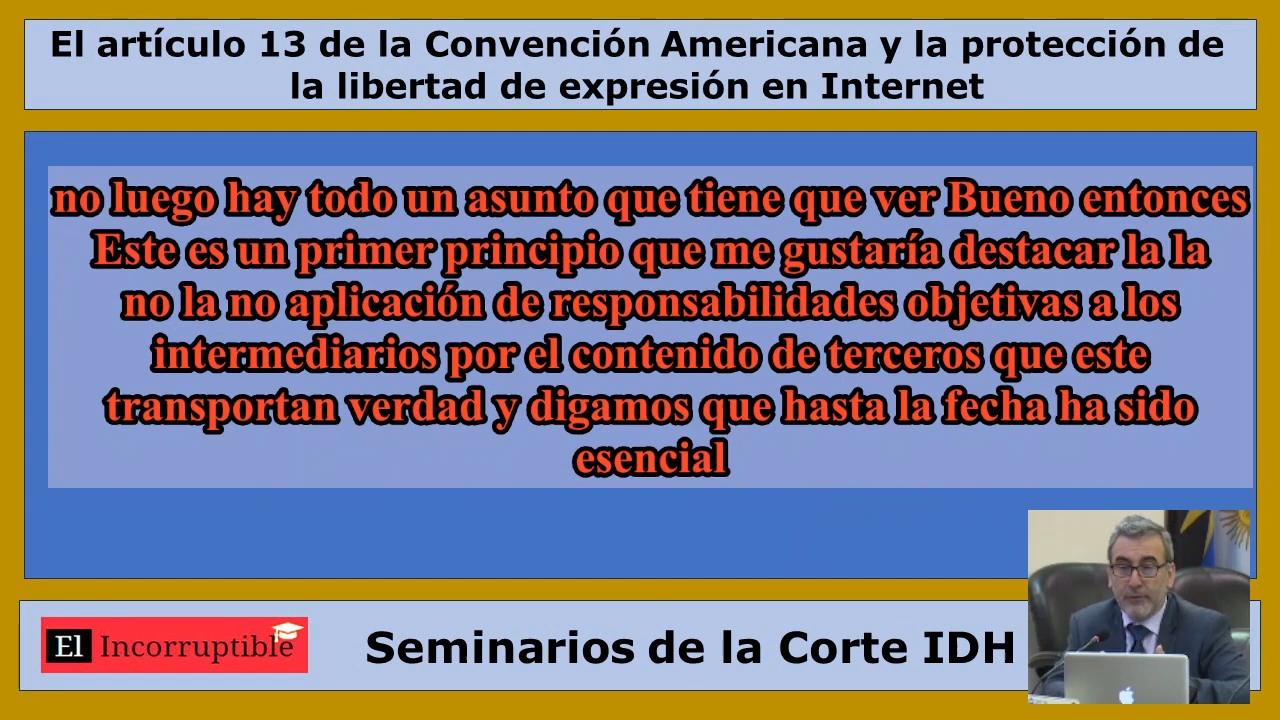 El artículo 13 de la Convención Americana y la protección de
la libertad de expresión en Internet
no luego hay todo un asunto que tiene que ver Bueno entonces
Este es un primer principio que me gustaría destacar la la
no la no aplicación de responsabilidades objetivas a los
intermediarios por el contenido de terceros que este
transportan verdad y digamos que hasta la fecha ha sido
esencial
El Incorruptible
Seminarios de la Corte IDH